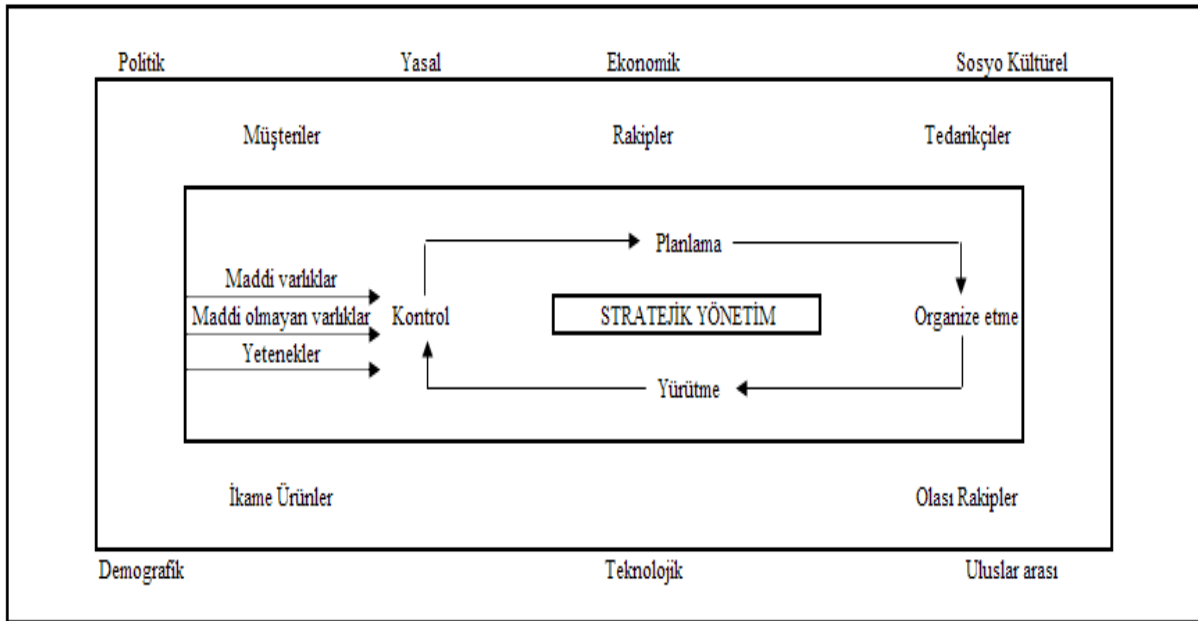 Politik Yasal Ekonomik Sosyo Kültürel
Müşteriler Rakipler Tedarikçiler
Planlama
Maddi varlıklar
Maddi olmayan varlıklar Kontrol STRATEJİK YÖNETİM Organize etme
Yetenekler
Yürütme
İkame Ürünler Olası Rakipler
Demografik Teknolojik Uluslar arası